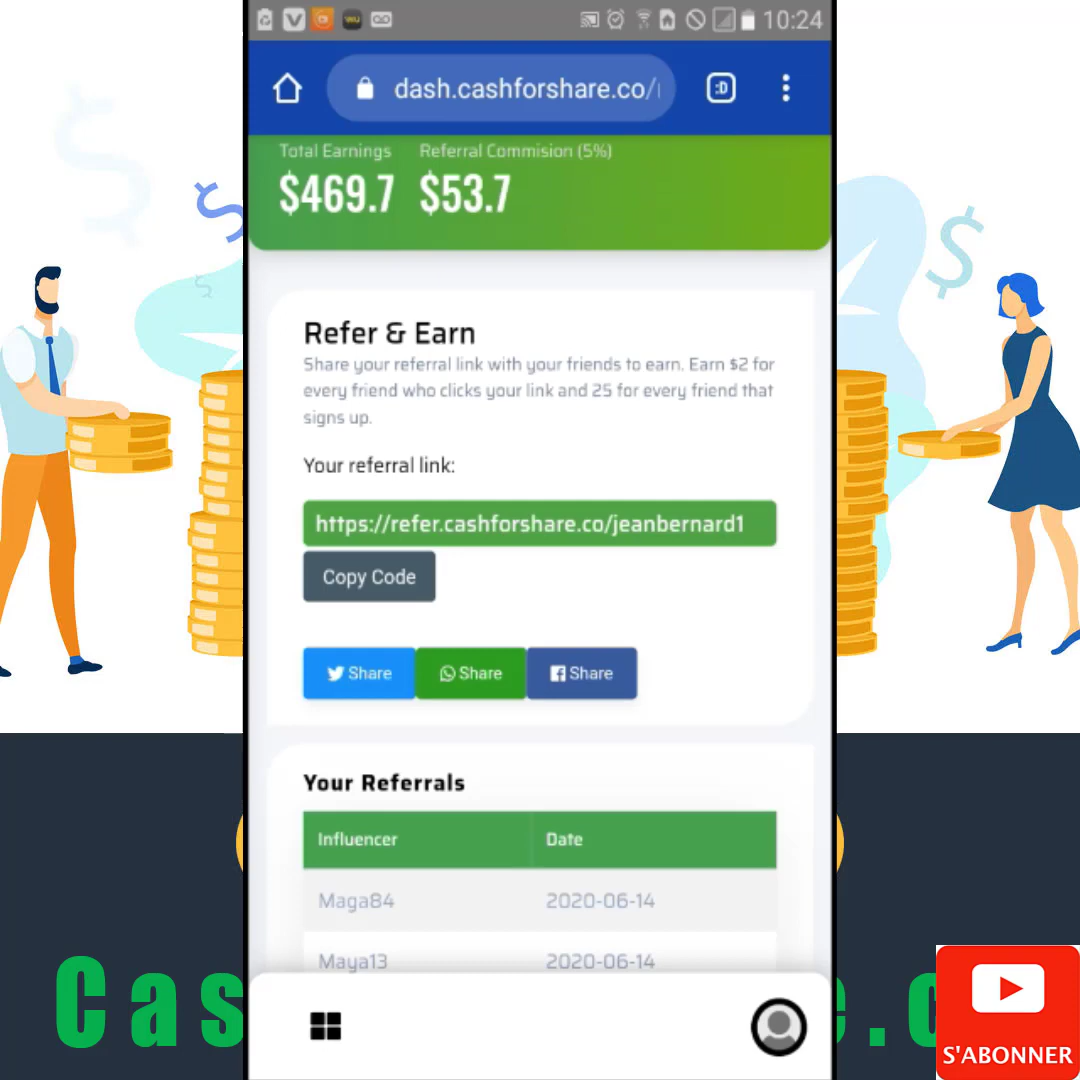 10:24
dash.cashforshare.co/
Total Earnings Referral Commision (5%)
$469.7 $53.7
Refer & Earn
Share your referral link with your friends to earn. Earn $2 for
every friend who clicks your link and 25 for every friend that
signs up.
Your referral link:
https://refer.cashforshare.co/jeanbernard1
Copy Code
Share Share Share
Your Referrals
Influencer Date
Maga84 2020-06-14
Maya13 2020-06-14
Cas e.c
S'ABONNER